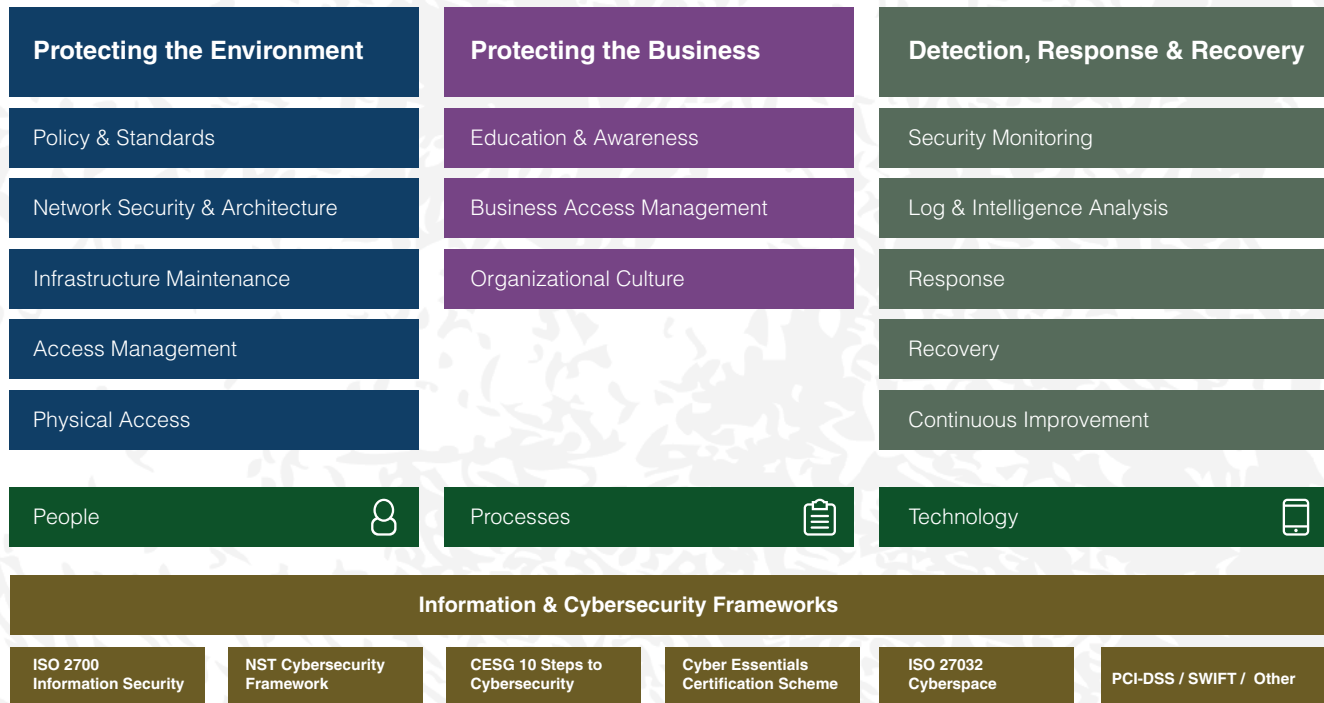 Protecting the Environment
Policy & Standards
Network Security & Architecture
Infrastructure Maintenance
Access Management
Physical Access
Protecting the Business
Education & Awareness
Business Access Management
Organizational Culture
Detection, Response & Recovery
Security Monitoring
Log & Intelligence Analysis
Response
Recovery
Continuous Improvement
People
Processes
Technology
Information & Cybersecurity Frameworks
ISO 2700
Information Security
NST Cybersecurity
Framework
CESG 10 Steps to
Cybersecurity
Cyber Essentials
Certification Scheme
ISO 27032
Cyberspace
PCI-DSS / SWIFT / Other